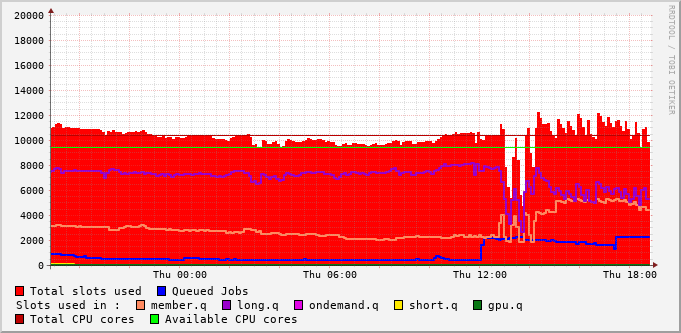 RRDTOOL / TOBI OETIKER
20000
18000
16000
14000
12000
10000
8000
6000
4000
2000
0
Thu 00:00 Thu 06:00 Thu 12:00 Thu 18:00
Total slots used Queued Jobs
Slots used in : member.q long.q ondemand.q short.q gpu.q
Total CPU cores Available CPU cores